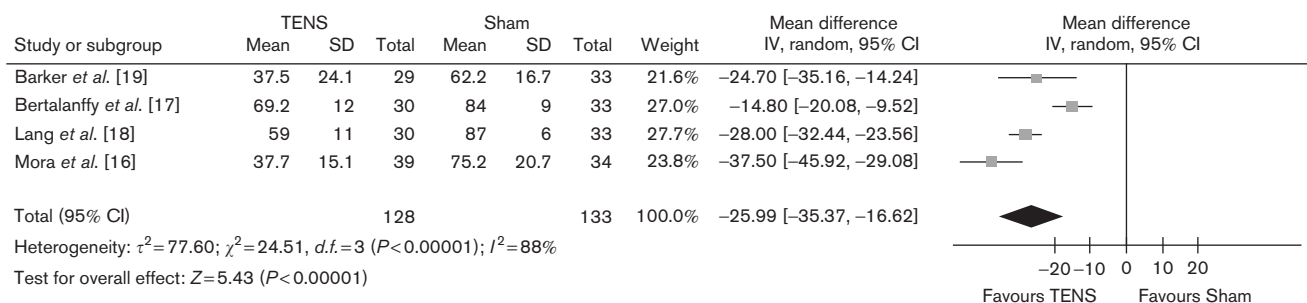 TENS Sham Mean difference Mean difference
Study or subgroup Mean SD Total Mean SD Total Weight IV, random, 95% CI IV, random, 95% CI
Barker et al. [19] 37.5 24.1 29 62.2 16.7 33 21.6% −24.70 [−35.16, −14.24]
Bertalanffy et al. [17] 69.2 12 30 84 9 33 27.0% −14.80 [−20.08, −9.52]
Lang et al. [18] 59 11 30 87 6 33 27.7% −28.00 [−32.44, −23.56]
Mora et al. [16] 37.7 15.1 39 75.2 20.7 34 23.8% −37.50 [−45.92, −29.08]
Total (95% CI) 128 133 100.0% −25.99 [−35.37, −16.62]
Heterogeneity: τ²=77.60; χ²=24.51, d.f.=3 (P<0.00001); I²=88%
Test for overall effect: Z=5.43 (P<0.00001)
−20 −10 0 10 20
Favours TENS Favours Sham